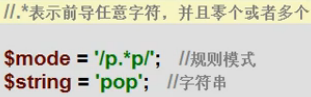 //.*表示前导任意字符，并且零个或者多个
$mode = '/p.*p/';  //规则模式
$string = 'pop';  //字符串